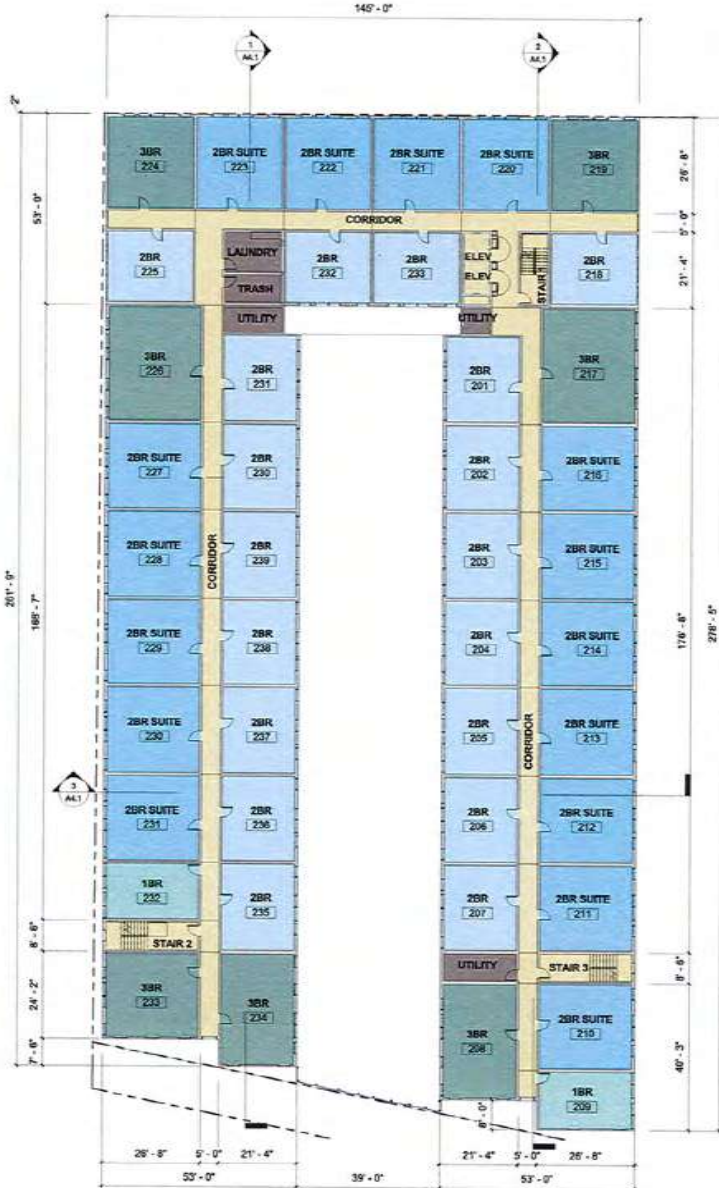 145' - 0"
1
A4.1
2
A4.1
2"
3BR
224
2BR SUITE
223
2BR SUITE
222
2BR SUITE
221
2BR SUITE
220
3BR
219
26' - 8"
53' - 0"
CORRIDOR
5' - 0"
2BR
225
LAUNDRY
TRASH
UTILITY
2BR
232
2BR
233
ELEV
ELEV
STAIR 1
UTILITY
2BR
218
21' - 4"
3BR
226
2BR
231
2BR
201
3BR
217
2BR SUITE
227
2BR
230
2BR
202
2BR SUITE
216
2BR SUITE
228
CORRIDOR
2BR
239
2BR
203
2BR SUITE
215
261' - 9"
168' - 7"
176' - 8"
278' - 5"
2BR SUITE
229
2BR
238
2BR
204
2BR SUITE
214
2BR SUITE
230
2BR
237
2BR
205
CORRIDOR
2BR SUITE
213
3
A4.1
2BR SUITE
231
2BR
236
2BR
206
2BR SUITE
212
1BR
232
2BR
235
2BR
207
2BR SUITE
211
8' - 6"
STAIR 2
UTILITY
STAIR 3
8' - 6"
24' - 2"
3BR
233
3BR
234
3BR
208
2BR SUITE
210
40' - 3"
7' - 6"
1BR
209
8' - 0"
26' - 8"
5' - 0"
21' - 4"
21' - 4"
5' - 0"
26' - 8"
53' - 0"
39' - 0"
53' - 0"